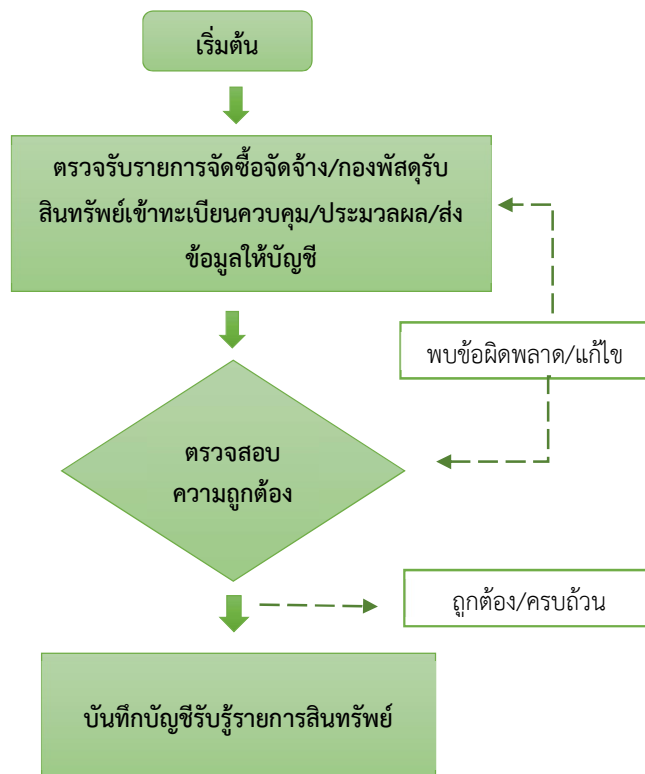 เริ่มต้น
ตรวจรับรายการจัดซื้อจัดจ้าง/กองพัสดุรับ
สินทรัพย์เข้าทะเบียนควบคุม/ประมวลผล/ส่ง
ข้อมูลให้บัญชี
พบข้อผิดพลาด/แก้ไข
ตรวจสอบ
ความถูกต้อง
ถูกต้อง/ครบถ้วน
บันทึกบัญชีรับรู้รายการสินทรัพย์